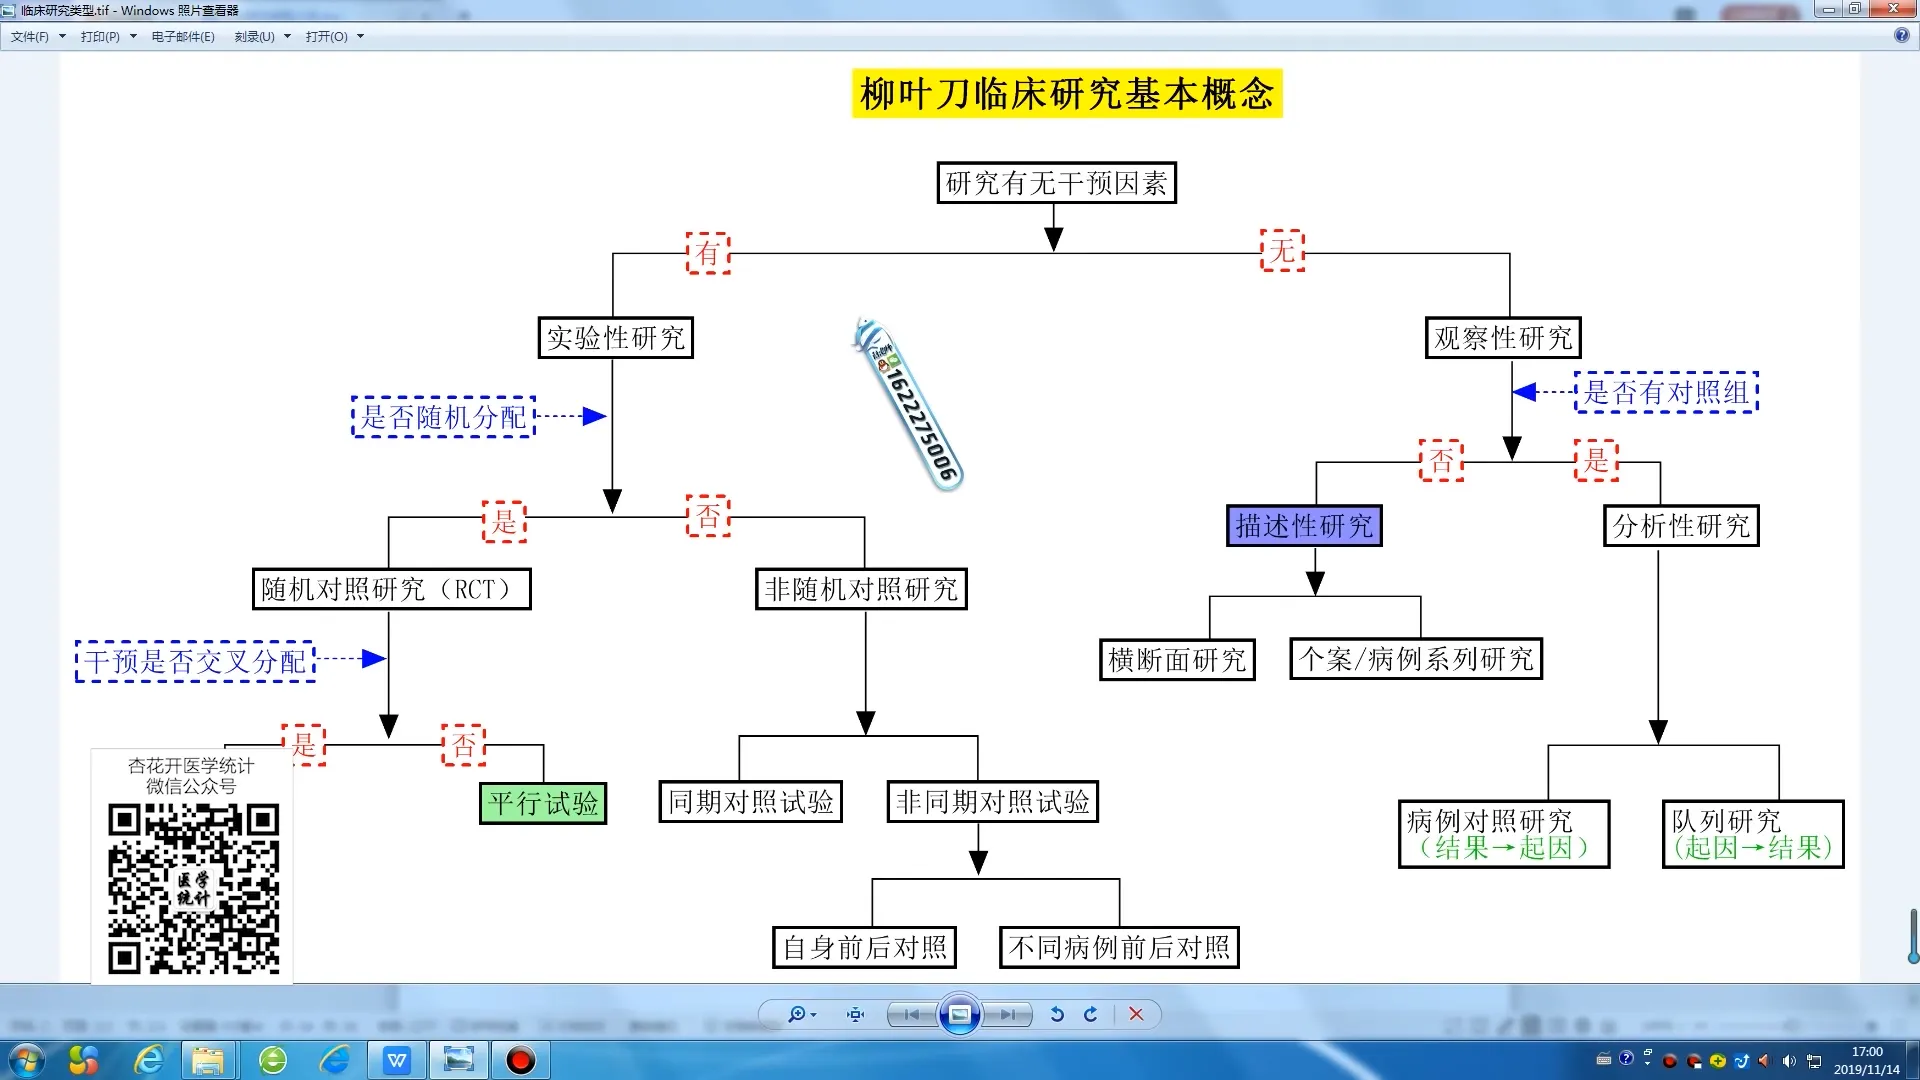 临床研究类型.tif - Windows 照片查看器
文件(F) 打印(P) 电子邮件(E) 刻录(U) 打开(O)
柳叶刀临床研究基本概念
研究有无干预因素
有
无
实验性研究
观察性研究
是否随机分配
是否有对照组
1622275006
是
否
否
是
随机对照研究（RCT）
非随机对照研究
描述性研究
分析性研究
干预是否交叉分配
横断面研究
个案/病例系列研究
是
否
平行试验
同期对照试验
非同期对照试验
病例对照研究
（结果→起因）
队列研究
(起因→结果)
自身前后对照
不同病例前后对照
杏花开医学统计
微信公众号
医学
统计
17:00
2019/11/14